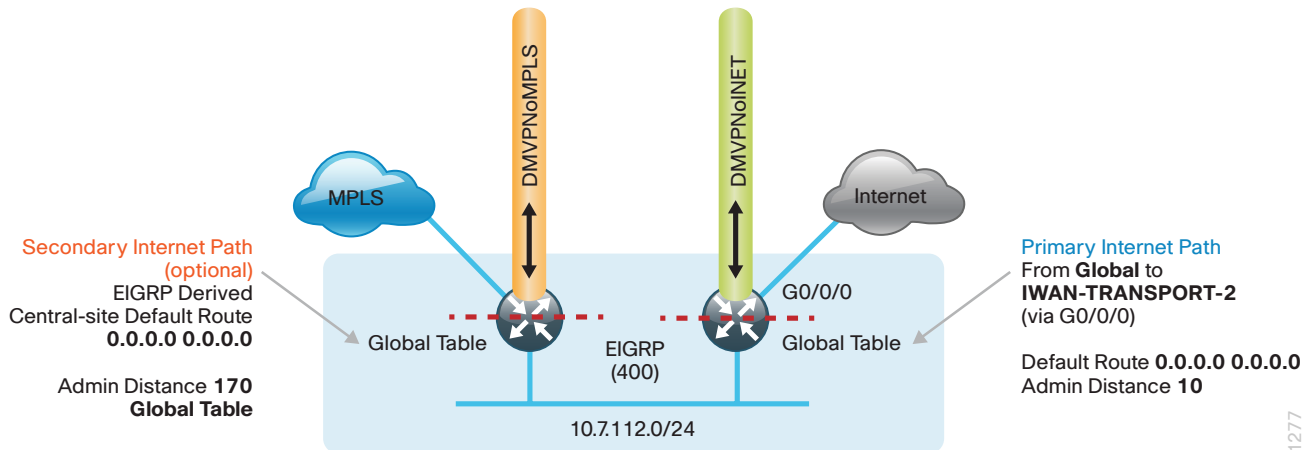 DMVPNoMPLS
DMVPNoINET
MPLS
Internet
Secondary Internet Path
(optional)
EIGRP Derived
Central-site Default Route
0.0.0.0 0.0.0.0
Admin Distance 170
Global Table
Global Table
EIGRP
(400)
G0/0/0
Global Table
10.7.112.0/24
Primary Internet Path
From Global to
IWAN-TRANSPORT-2
(via G0/0/0)
Default Route 0.0.0.0 0.0.0.0
Admin Distance 10
1277